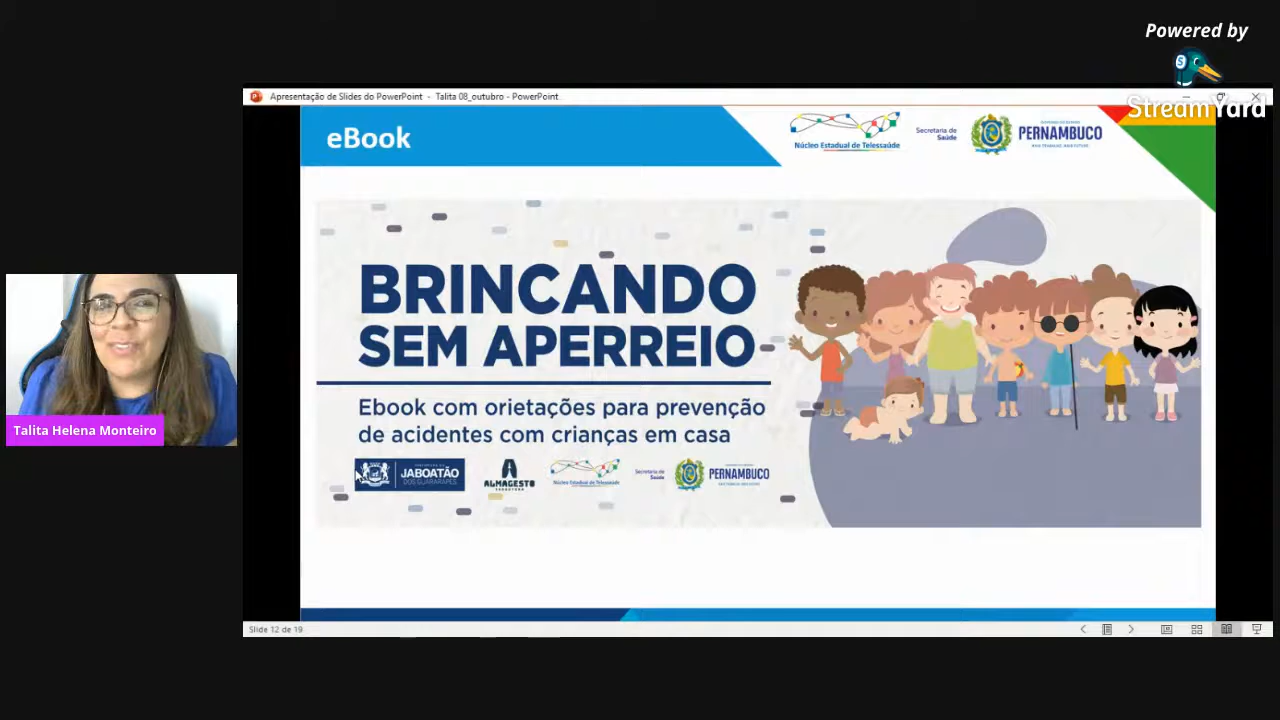 Powered by
StreamYard
Apresentação de Slides do PowerPoint - Talita 08_outubro - PowerPoint
eBook
Núcleo Estadual de Telessaúde
Secretaria de
Saúde
PERNAMBUCO
BRINCANDO
SEM APERREIO
Ebook com orietações para prevenção
de acidentes com crianças em casa
JABOATÃO
DOS GUARARAPES
ALMAGESTO
Núcleo Estadual de Telessaúde
Secretaria de
Saúde
PERNAMBUCO
Talita Helena Monteiro
Slide 12 de 19